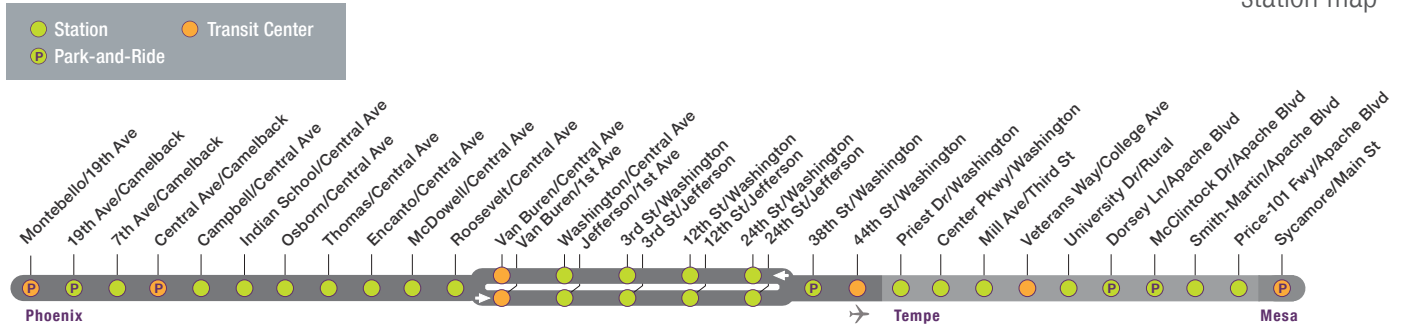 station map
Station
Transit Center
P Park-and-Ride
Montebello/19th Ave
19th Ave/Camelback
7th Ave/Camelback
Central Ave/Camelback
Campbell/Central Ave
Indian School/Central Ave
Osborn/Central Ave
Thomas/Central Ave
Encanto/Central Ave
McDowell/Central Ave
Roosevelt/Central Ave
Van Buren/Central Ave
Van Buren/1st Ave
Washington/Central Ave
Jefferson/1st Ave
3rd St/Washington
3rd St/Jefferson
12th St/Washington
12th St/Jefferson
24th St/Washington
24th St/Jefferson
38th St/Washington
44th St/Washington
Priest Dr/Washington
Center Pkwy/Washington
Mill Ave/Third St
Veterans Way/College Ave
University Dr/Rural
Dorsey Ln/Apache Blvd
McClintock Dr/Apache Blvd
Smith-Martin/Apache Blvd
Price-101 Fwy/Apache Blvd
Sycamore/Main St
P P P P P P P
Phoenix
Tempe
Mesa